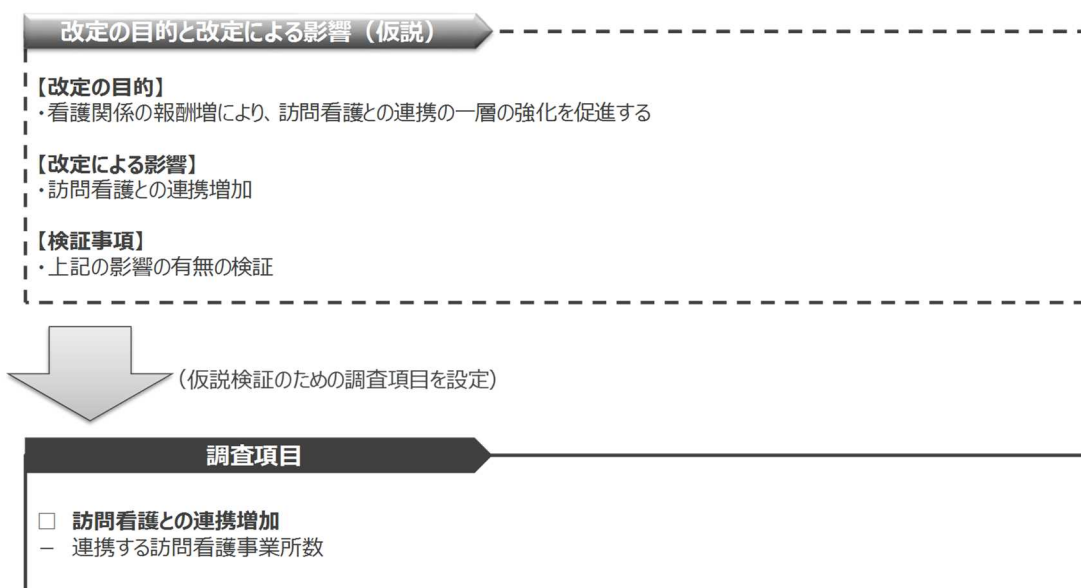 改定の目的と改定による影響（仮説）
【改定の目的】
・看護関係の報酬増により、訪問看護との連携の一層の強化を促進する
【改定による影響】
・訪問看護との連携増加
【検証事項】
・上記の影響の有無の検証
（仮説検証のための調査項目を設定）
調査項目
□ 訪問看護との連携増加
－ 連携する訪問看護事業所数